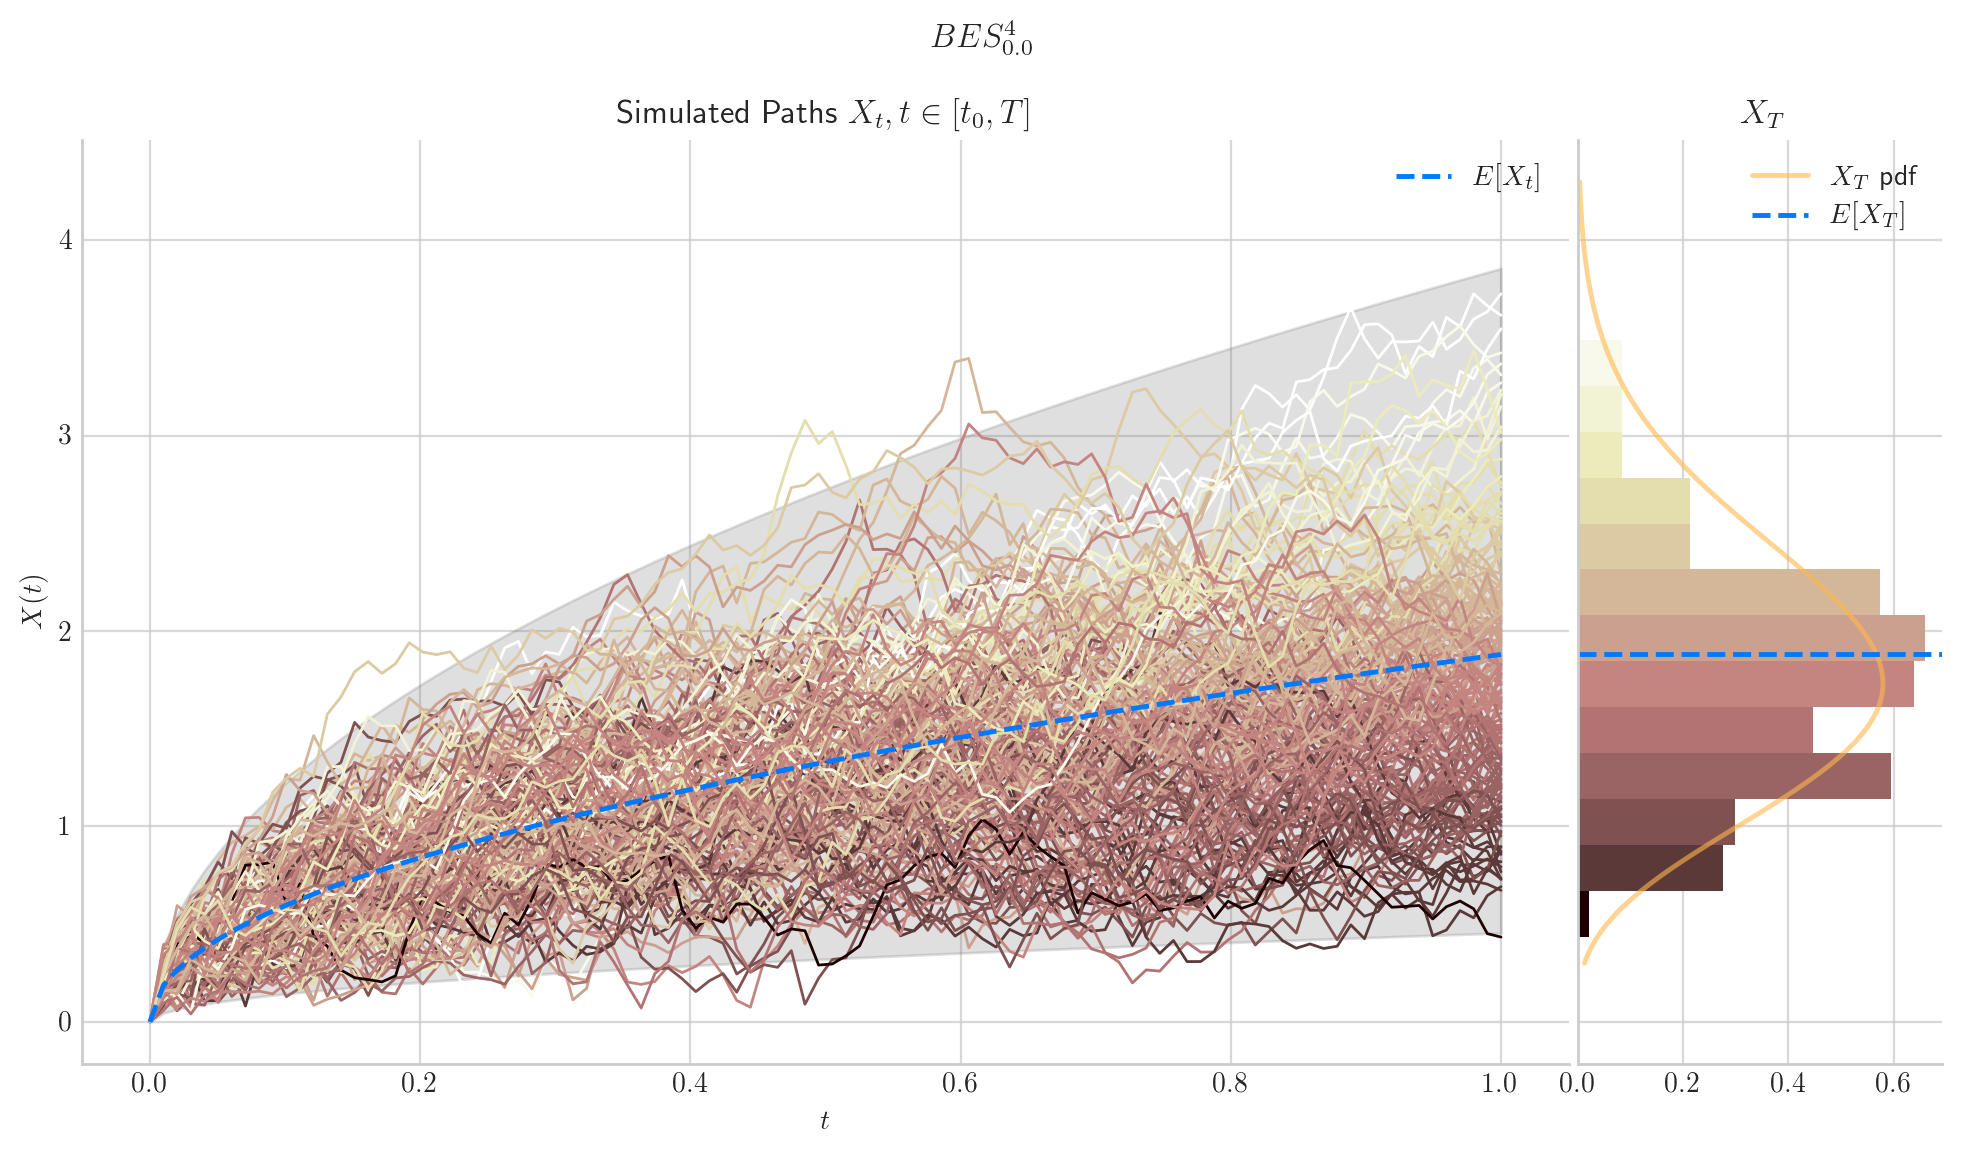 $BES^{4}_{0.0}$
Simulated Paths $X_t, t \in [t_0, T]$
$X_T$
$E[X_t]$
$X_T$ pdf
$E[X_T]$
$X(t)$
4
3
2
1
0
0.0 0.2 0.4 0.6 0.8 1.0
0.0 0.2 0.4 0.6
$t$